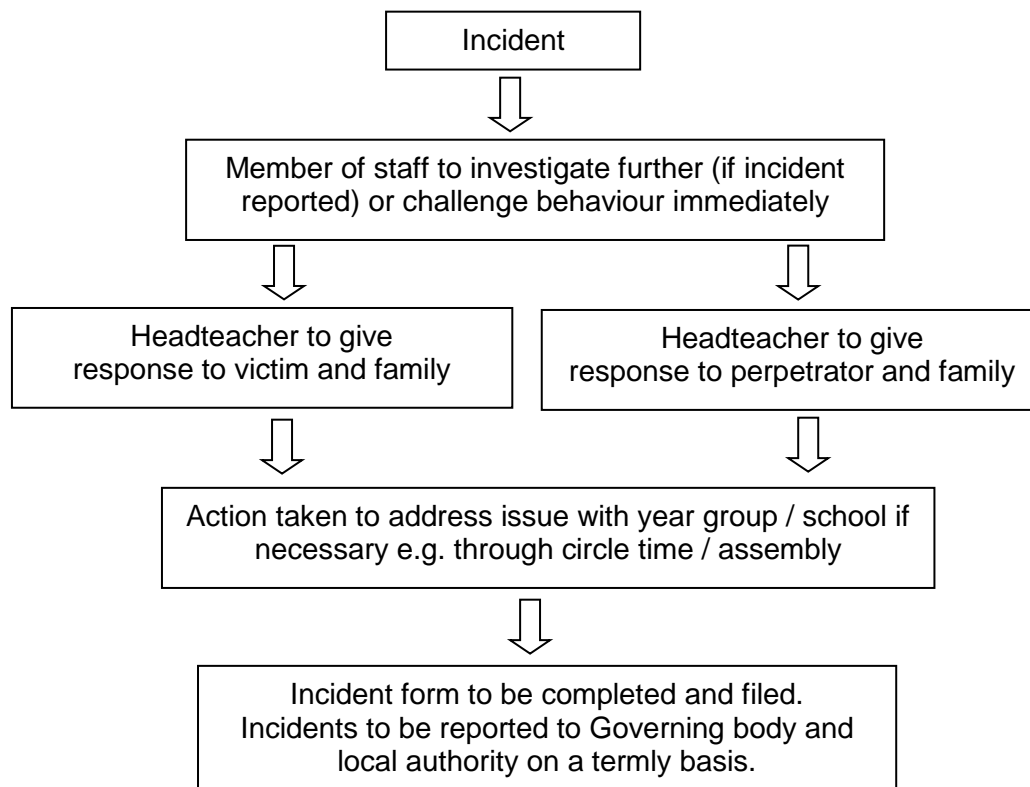 Incident
Member of staff to investigate further (if incident
reported) or challenge behaviour immediately
Headteacher to give
response to victim and family
Headteacher to give
response to perpetrator and family
Action taken to address issue with year group / school if
necessary e.g. through circle time / assembly
Incident form to be completed and filed.
Incidents to be reported to Governing body and
local authority on a termly basis.